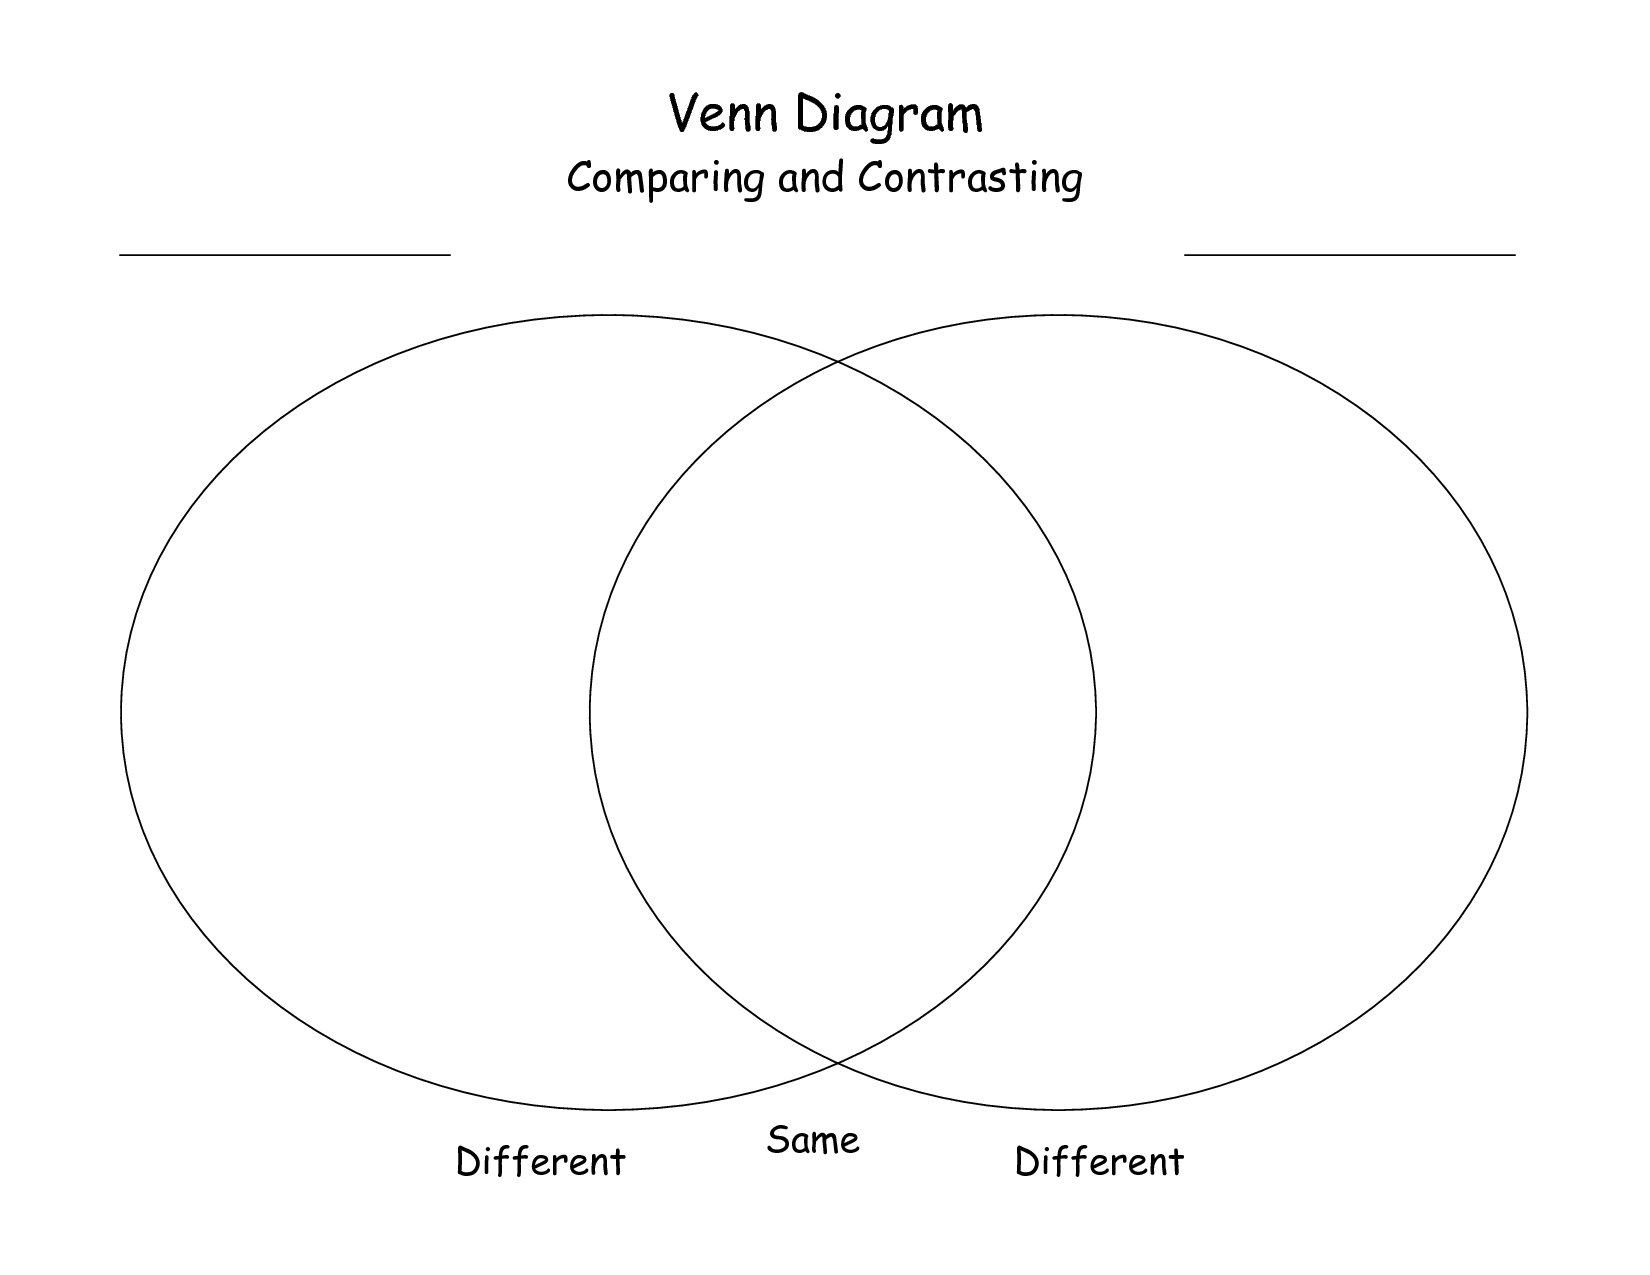 Venn Diagram
Comparing and Contrasting
Same
Different
Different